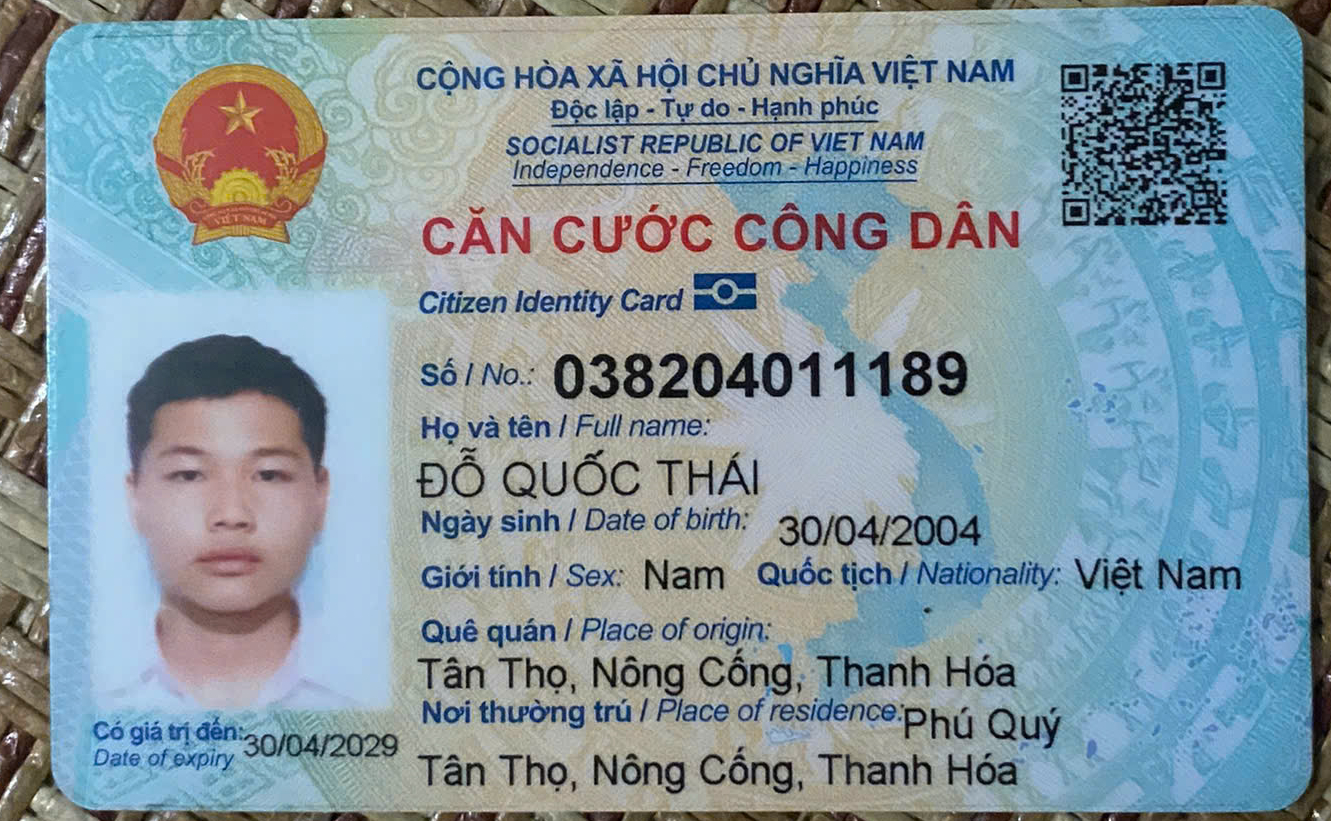 CỘNG HÒA XÃ HỘI CHỦ NGHĨA VIỆT NAM
Độc lập - Tự do - Hạnh phúc
SOCIALIST REPUBLIC OF VIET NAM
Independence - Freedom - Happiness
VIỆT NAM
CĂN CƯỚC CÔNG DÂN
Citizen Identity Card
Số / No.: 038204011189
Họ và tên / Full name:
ĐỖ QUỐC THÁI
Ngày sinh / Date of birth: 30/04/2004
Giới tính / Sex: Nam Quốc tịch / Nationality: Việt Nam
Quê quán / Place of origin:
Tân Thọ, Nông Cống, Thanh Hóa
Nơi thường trú / Place of residence: Phú Quý
Tân Thọ, Nông Cống, Thanh Hóa
Có giá trị đến: 30/04/2029
Date of expiry